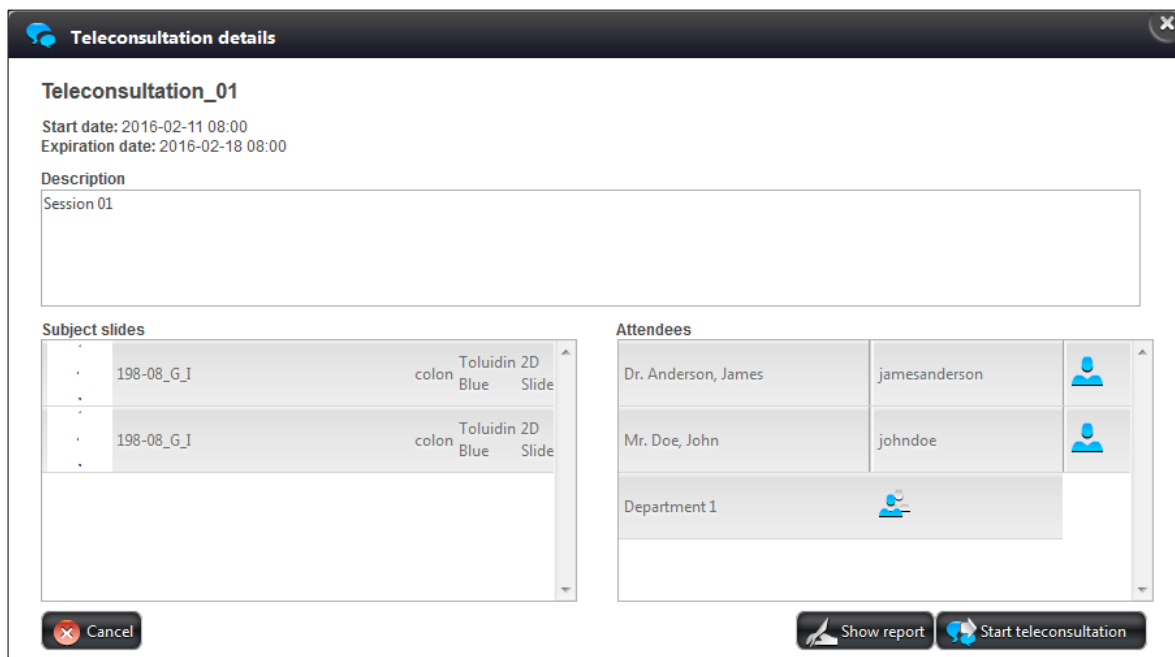 Teleconsultation details
Teleconsultation_01
Start date: 2016-02-11 08:00
Expiration date: 2016-02-18 08:00
Description
Session 01
Subject slides
198-08_G_I colon Toluidin Blue 2D Slide
198-08_G_I colon Toluidin Blue 2D Slide
Attendees
Dr. Anderson, James jamesanderson
Mr. Doe, John johndoe
Department 1
Cancel
Show report
Start teleconsultation